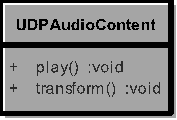 UDPAudioContent
+ play() :void
+ transform() :void